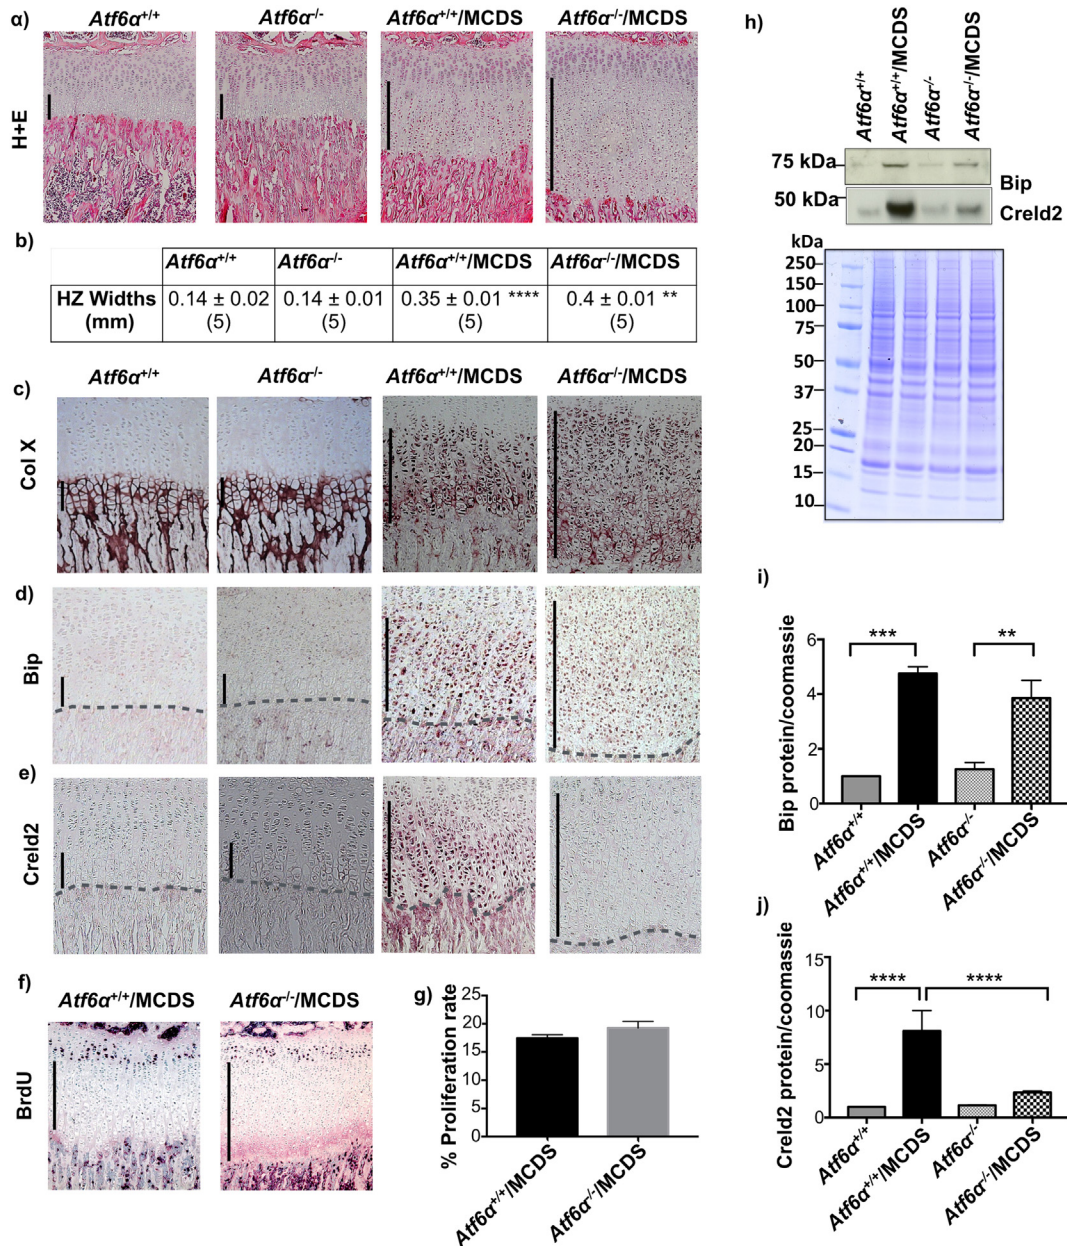 α)
Atf6α+/+ Atf6α-/- Atf6α+/+/MCDS Atf6α-/-/MCDS
H+E
b)
Atf6α+/+ Atf6α-/- Atf6α+/+/MCDS Atf6α-/-/MCDS
HZ Widths (mm) 0.14 ± 0.02 (5) 0.14 ± 0.01 (5) 0.35 ± 0.01 **** (5) 0.4 ± 0.01 ** (5)
c)
Atf6α+/+ Atf6α-/- Atf6α+/+/MCDS Atf6α-/-/MCDS
Col X
d)
Bip
e)
Creld2
f)
Atf6α+/+/MCDS Atf6α-/-/MCDS
BrdU
g)
% Proliferation rate
25
20
15
10
5
0
Atf6α+/+/MCDS Atf6α-/-/MCDS
h)
Atf6α+/+ Atf6α+/+/MCDS Atf6α-/- Atf6α-/-/MCDS
75 kDa
Bip
50 kDa
Creld2
kDa
250
150
100
75
50
37
25
20
15
10
i)
Bip protein/coomassie
6
4
2
0
*** **
Atf6α+/+ Atf6α+/+/MCDS Atf6α-/- Atf6α-/-/MCDS
j)
Creld2 protein/coomassie
15
10
5
0
**** ****
Atf6α+/+ Atf6α+/+/MCDS Atf6α-/- Atf6α-/-/MCDS